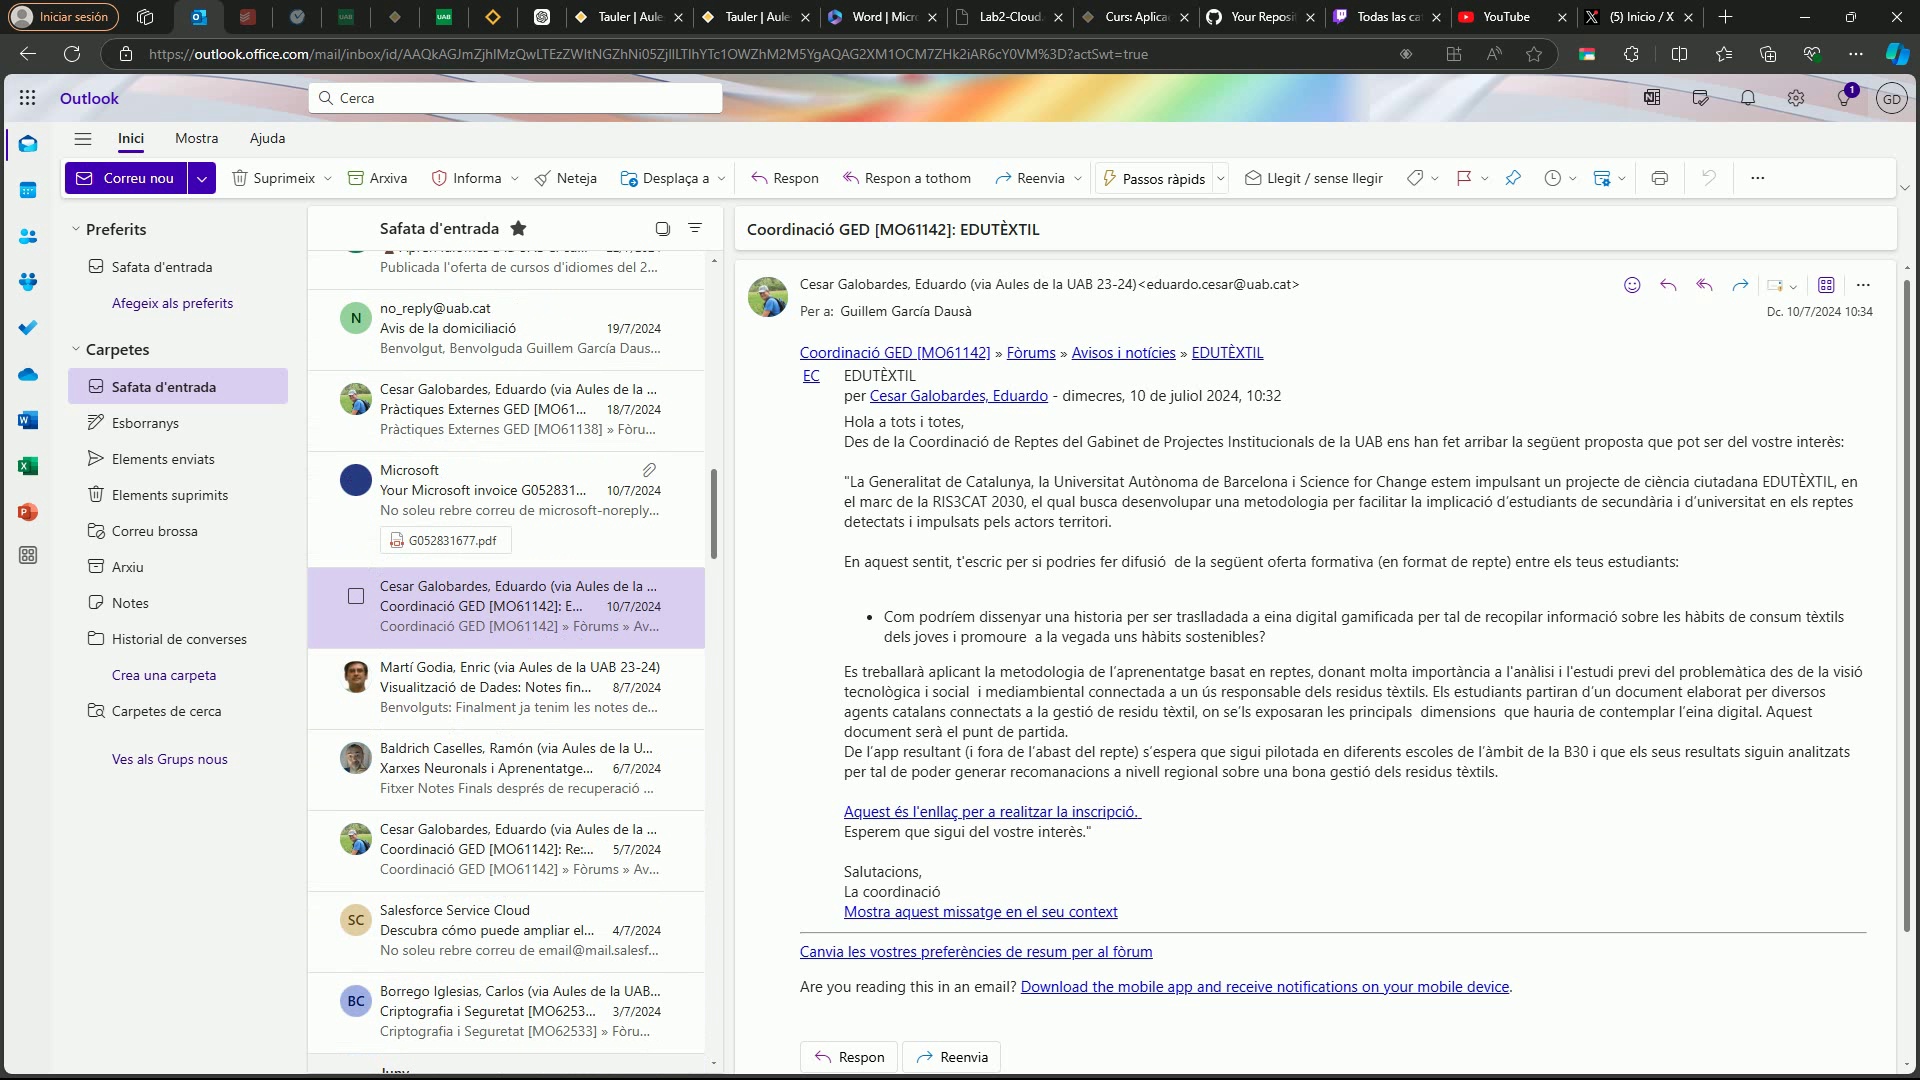 Iniciar sesión
Tauler | Aule
Tauler | Aule
Word | Micr
Lab2-Cloud.
Curs: Aplica
Your Reposi
Todas las ca
YouTube
(5) Inicio / X
https://outlook.office.com/mail/inbox/id/AAQkAGJmZjhlMzQwLTEzZWItNGZhNi05ZjllLTlhYTc1OWZhM2M5YgAQAG2XM1OCM7ZHk2iAR6cY0VM%3D?actSwt=true
Outlook
Cerca
1
GD
Inici
Mostra
Ajuda
Correu nou
Suprimeix
Arxiva
Informa
Neteja
Desplaça a
Respon
Respon a tothom
Reenvia
Passos ràpids
Llegit / sense llegir
Preferits
Safata d'entrada
Afegeix als preferits
Carpetes
Safata d'entrada
Esborranys
Elements enviats
Elements suprimits
Correu brossa
Arxiu
Notes
Historial de converses
Crea una carpeta
Carpetes de cerca
Ves als Grups nous
Safata d'entrada
Publicada l'oferta de cursos d'idiomes del 2...
N
no_reply@uab.cat
Avis de la domiciliació 19/7/2024
Benvolgut, Benvolguda Guillem García Daus...
Cesar Galobardes, Eduardo (via Aules de la ...
Pràctiques Externes GED [MO61... 18/7/2024
Pràctiques Externes GED [MO61138] » Fòru...
Microsoft
Your Microsoft invoice G052831... 10/7/2024
No soleu rebre correu de microsoft-noreply...
G052831677.pdf
Cesar Galobardes, Eduardo (via Aules de la ...
Coordinació GED [MO61142]: E... 10/7/2024
Coordinació GED [MO61142] » Fòrums » Av...
Martí Godia, Enric (via Aules de la UAB 23-24)
Visualització de Dades: Notes fin... 8/7/2024
Benvolguts: Finalment ja tenim les notes de...
Baldrich Caselles, Ramón (via Aules de la U...
Xarxes Neuronals i Aprenentatge... 6/7/2024
Fitxer Notes Finals després de recuperació ...
Cesar Galobardes, Eduardo (via Aules de la ...
Coordinació GED [MO61142]: Re:... 5/7/2024
Coordinació GED [MO61142] » Fòrums » Av...
SC
Salesforce Service Cloud
Descubra cómo puede ampliar el... 4/7/2024
No soleu rebre correu de email@mail.salesf...
BC
Borrego Iglesias, Carlos (via Aules de la UAB...
Criptografia i Seguretat [MO6253... 3/7/2024
Criptografia i Seguretat [MO62533] » Fòru...
Juny
Coordinació GED [MO61142]: EDUTÈXTIL
Cesar Galobardes, Eduardo (via Aules de la UAB 23-24)<eduardo.cesar@uab.cat>
Per a: Guillem García Dausà
Dc. 10/7/2024 10:34
Coordinació GED [MO61142] » Fòrums » Avisos i notícies » EDUTÈXTIL
EC
EDUTÈXTIL
per Cesar Galobardes, Eduardo - dimecres, 10 de juliol 2024, 10:32
Hola a tots i totes,
Des de la Coordinació de Reptes del Gabinet de Projectes Institucionals de la UAB ens han fet arribar la següent proposta que pot ser del vostre interès:
"La Generalitat de Catalunya, la Universitat Autònoma de Barcelona i Science for Change estem impulsant un projecte de ciència ciutadana EDUTÈXTIL, en
el marc de la RIS3CAT 2030, el qual busca desenvolupar una metodologia per facilitar la implicació d'estudiants de secundària i d'universitat en els reptes
detectats i impulsats pels actors territori.
En aquest sentit, t'escric per si podries fer difusió de la següent oferta formativa (en format de repte) entre els teus estudiants:
• Com podríem dissenyar una historia per ser traslladada a eina digital gamificada per tal de recopilar informació sobre les hàbits de consum tèxtils
dels joves i promoure a la vegada uns hàbits sostenibles?
Es treballarà aplicant la metodologia de l'aprenentatge basat en reptes, donant molta importància a l'anàlisi i l'estudi previ del problemàtica des de la visió
tecnològica i social i mediambiental connectada a un ús responsable dels residus tèxtils. Els estudiants partiran d'un document elaborat per diversos
agents catalans connectats a la gestió de residu tèxtil, on se'ls exposaran les principals dimensions que hauria de contemplar l'eina digital. Aquest
document serà el punt de partida.
De l'app resultant (i fora de l'abast del repte) s'espera que sigui pilotada en diferents escoles de l'àmbit de la B30 i que els seus resultats siguin analitzats
per tal de poder generar recomanacions a nivell regional sobre una bona gestió dels residus tèxtils.
Aquest és l'enllaç per a realitzar la inscripció.
Esperem que sigui del vostre interès."
Salutacions,
La coordinació
Mostra aquest missatge en el seu context
Canvia les vostres preferències de resum per al fòrum
Are you reading this in an email? Download the mobile app and receive notifications on your mobile device.
Respon
Reenvia